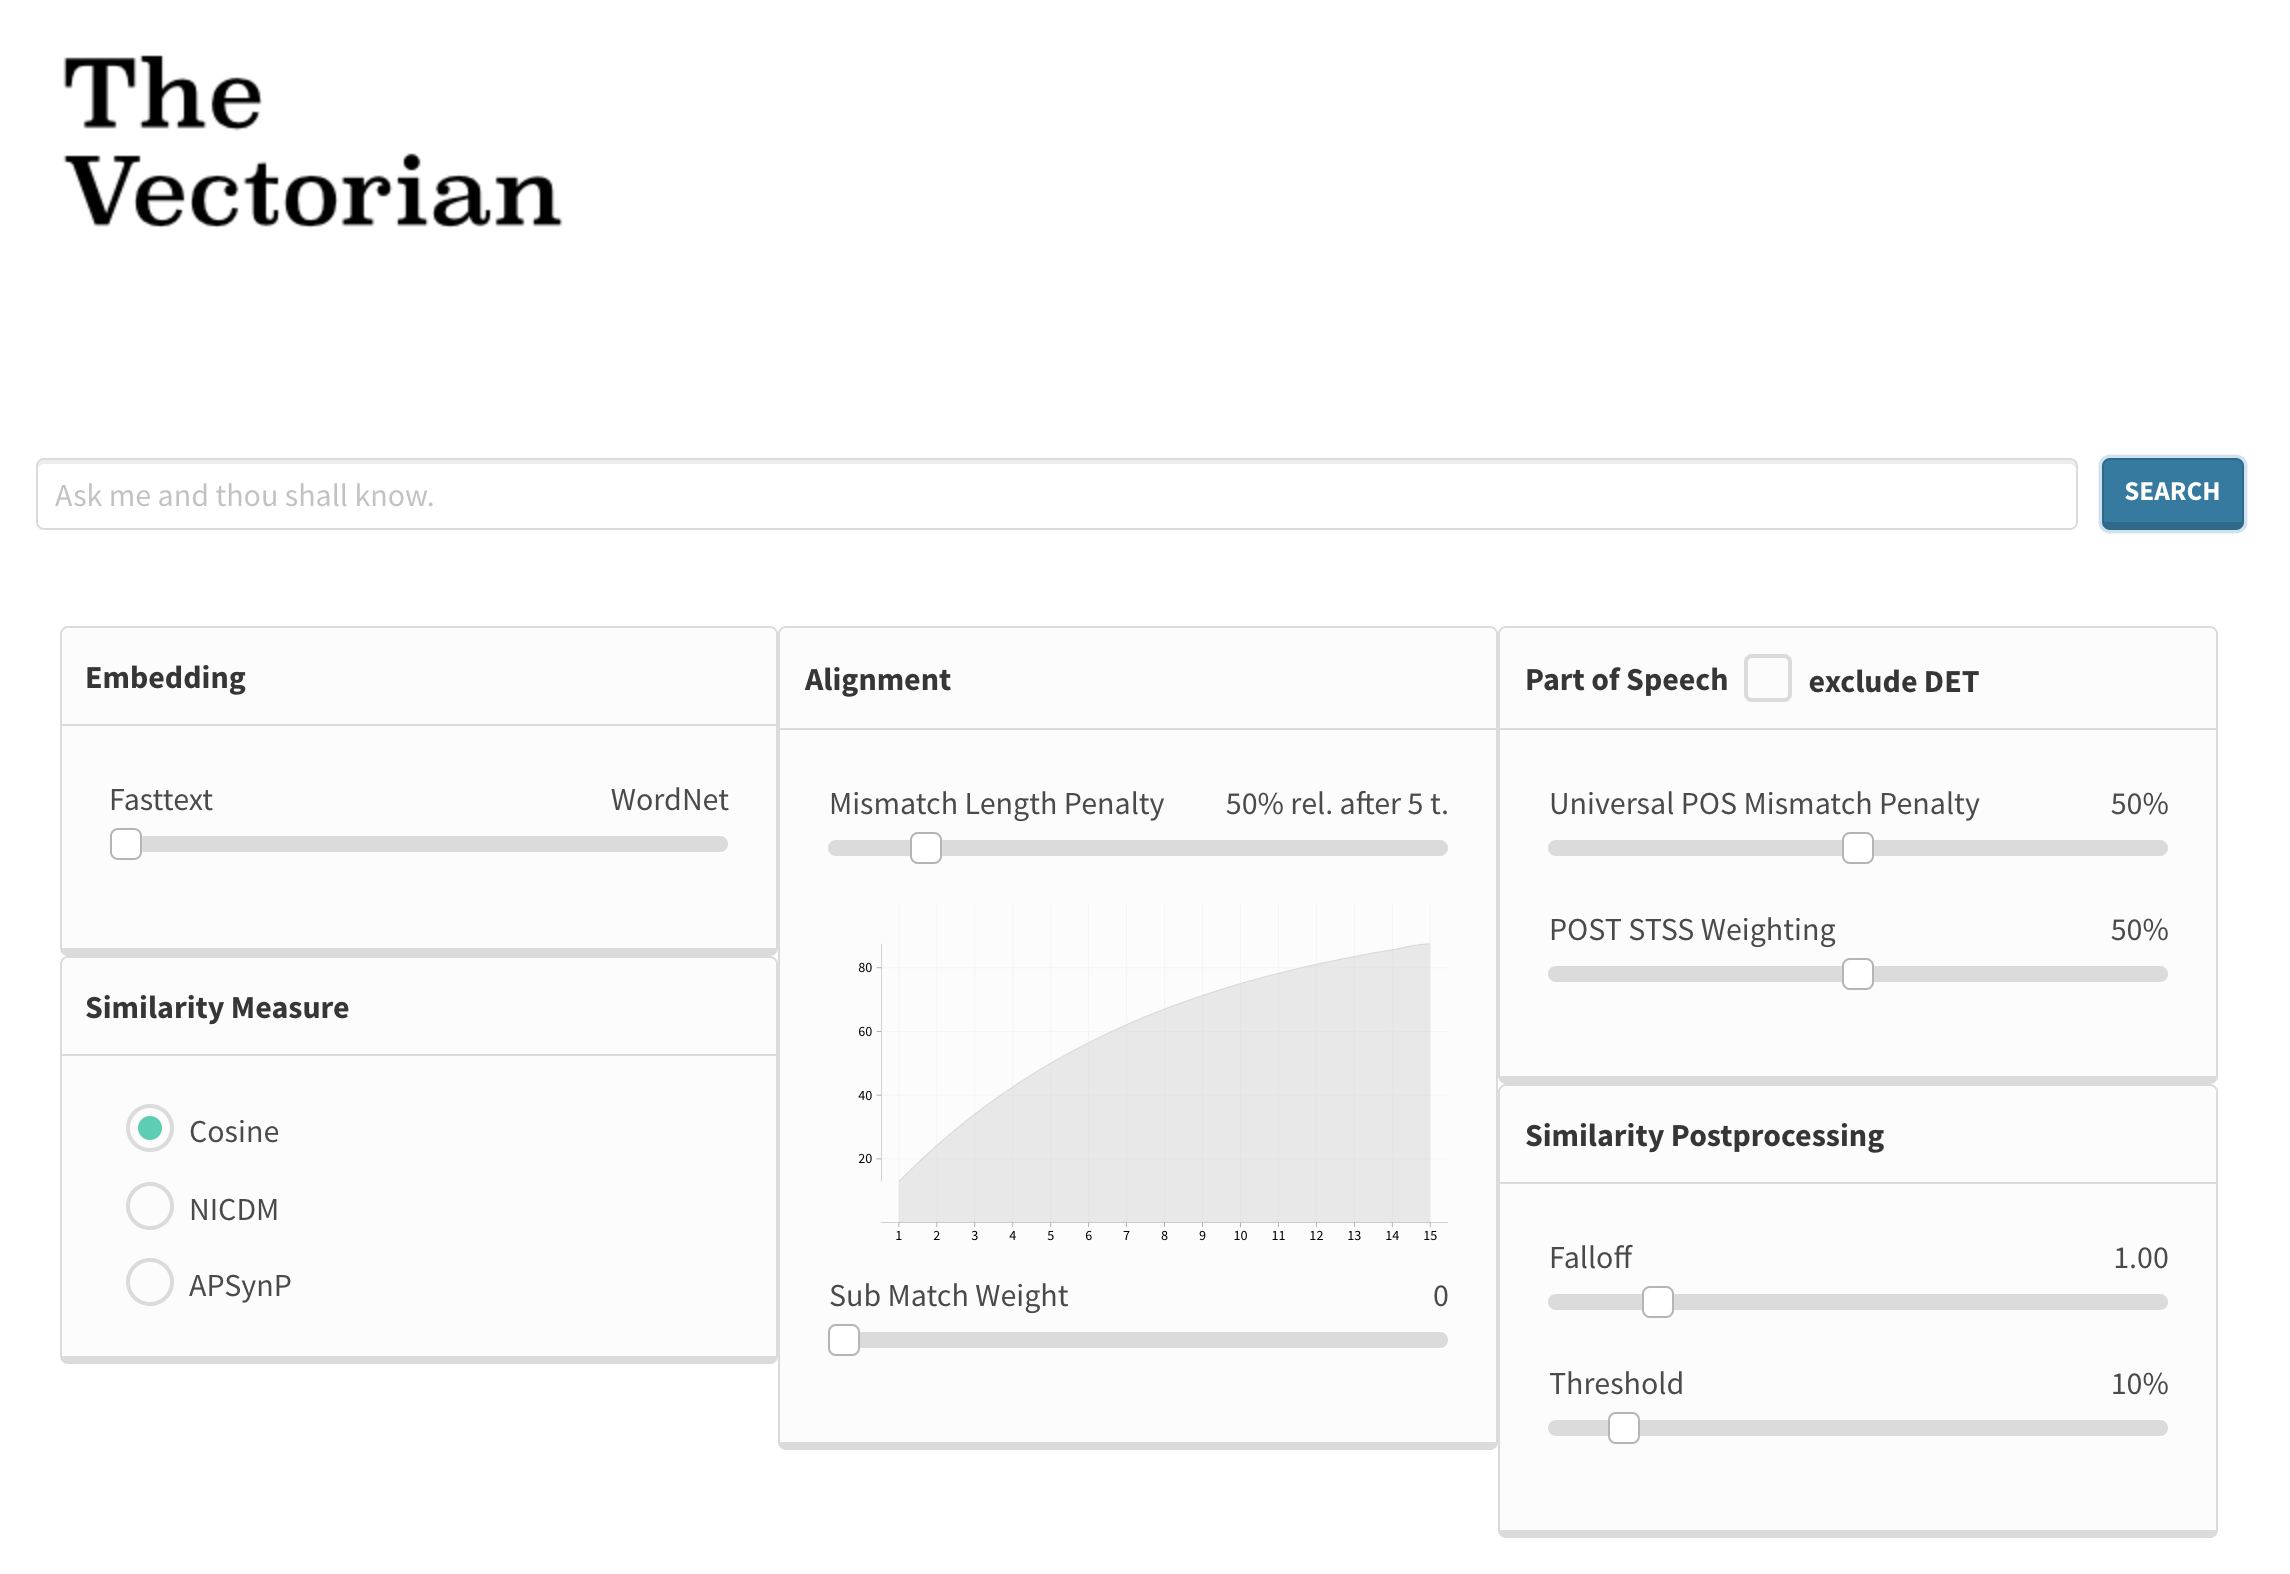 The
Vectorian
Ask me and thou shall know.
SEARCH
Embedding
Fasttext WordNet
Similarity Measure
Cosine
NICDM
APSynP
Alignment
Mismatch Length Penalty 50% rel. after 5 t.
80
60
40
20
1 2 3 4 5 6 7 8 9 10 11 12 13 14 15
Sub Match Weight 0
Part of Speech exclude DET
Universal POS Mismatch Penalty 50%
POST STSS Weighting 50%
Similarity Postprocessing
Falloff 1.00
Threshold 10%